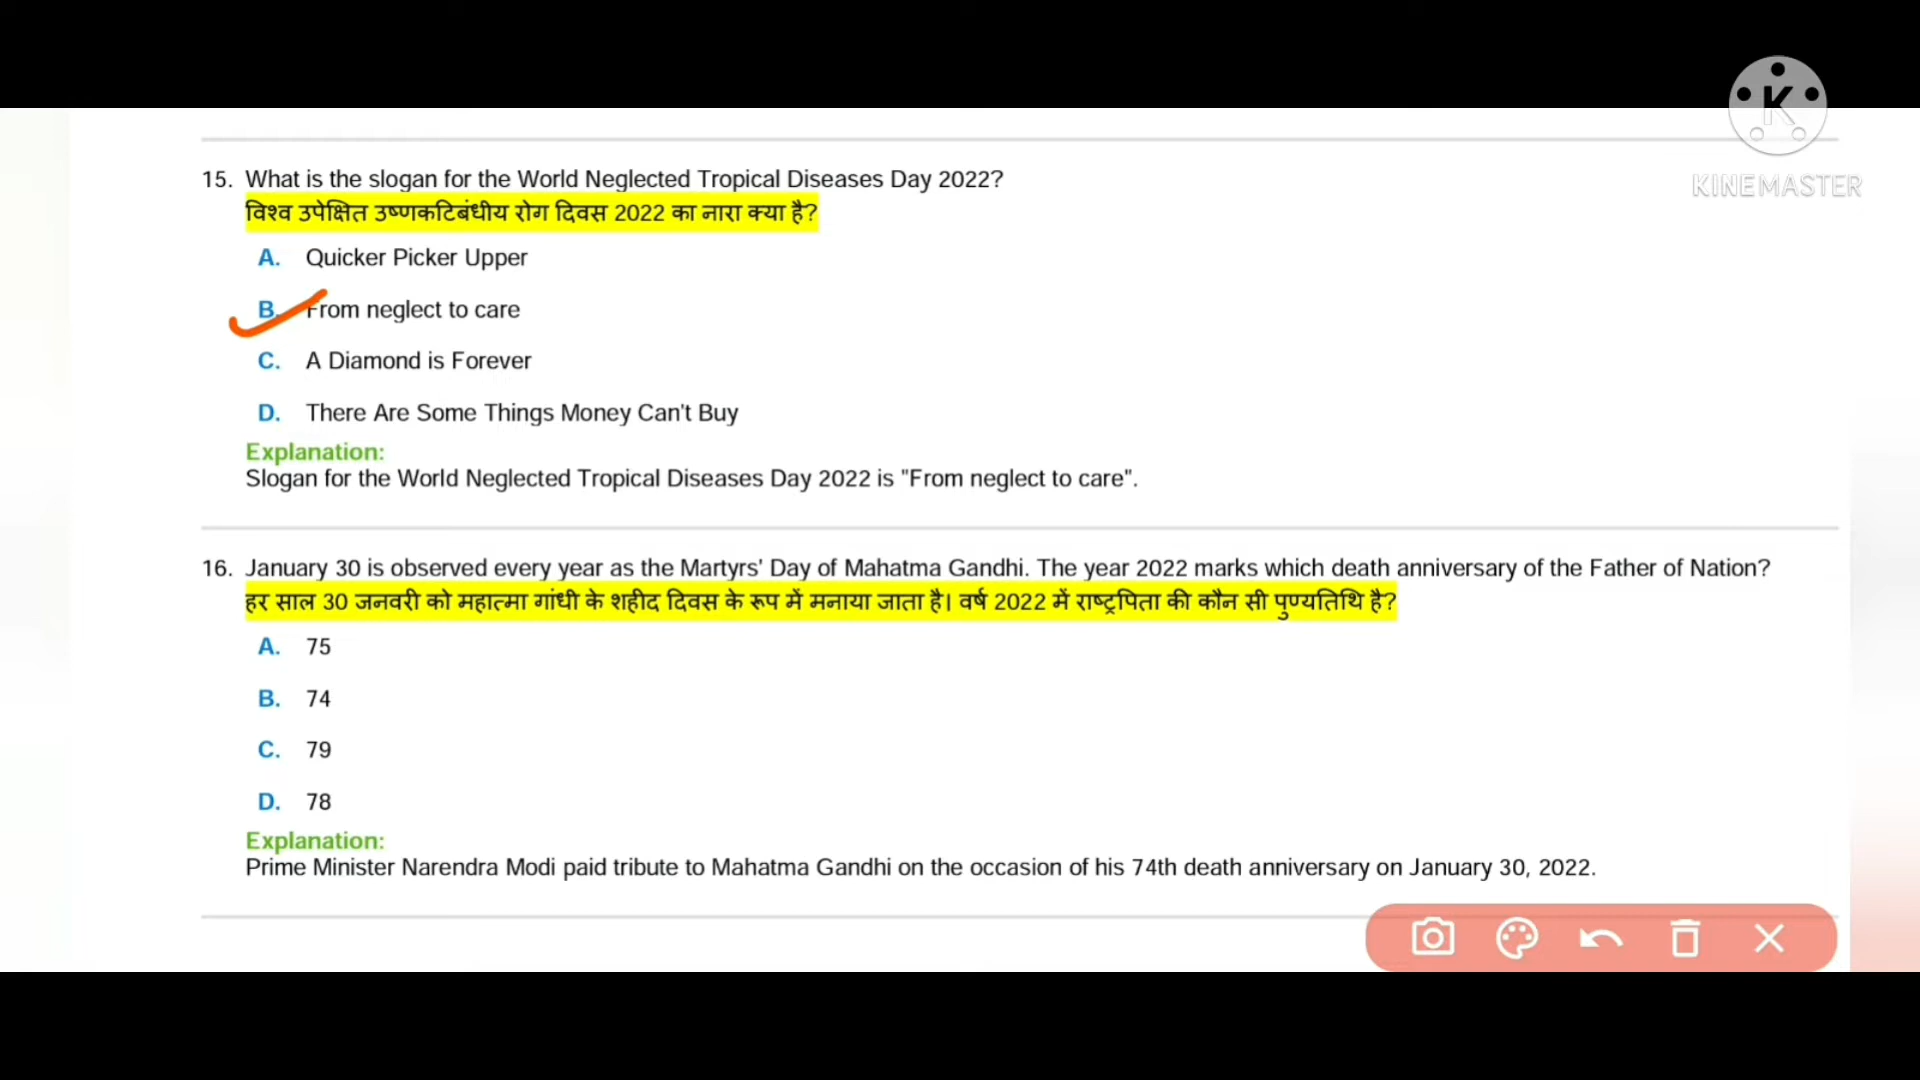 K
KINEMASTER
15. What is the slogan for the World Neglected Tropical Diseases Day 2022?
विश्व उपेक्षित उष्णकटिबंधीय रोग दिवस 2022 का नारा क्या है?
A. Quicker Picker Upper
B. From neglect to care
C. A Diamond is Forever
D. There Are Some Things Money Can't Buy
Explanation:
Slogan for the World Neglected Tropical Diseases Day 2022 is "From neglect to care".
16. January 30 is observed every year as the Martyrs' Day of Mahatma Gandhi. The year 2022 marks which death anniversary of the Father of Nation?
हर साल 30 जनवरी को महात्मा गांधी के शहीद दिवस के रूप में मनाया जाता है। वर्ष 2022 में राष्ट्रपिता की कौन सी पुण्यतिथि है?
A. 75
B. 74
C. 79
D. 78
Explanation:
Prime Minister Narendra Modi paid tribute to Mahatma Gandhi on the occasion of his 74th death anniversary on January 30, 2022.